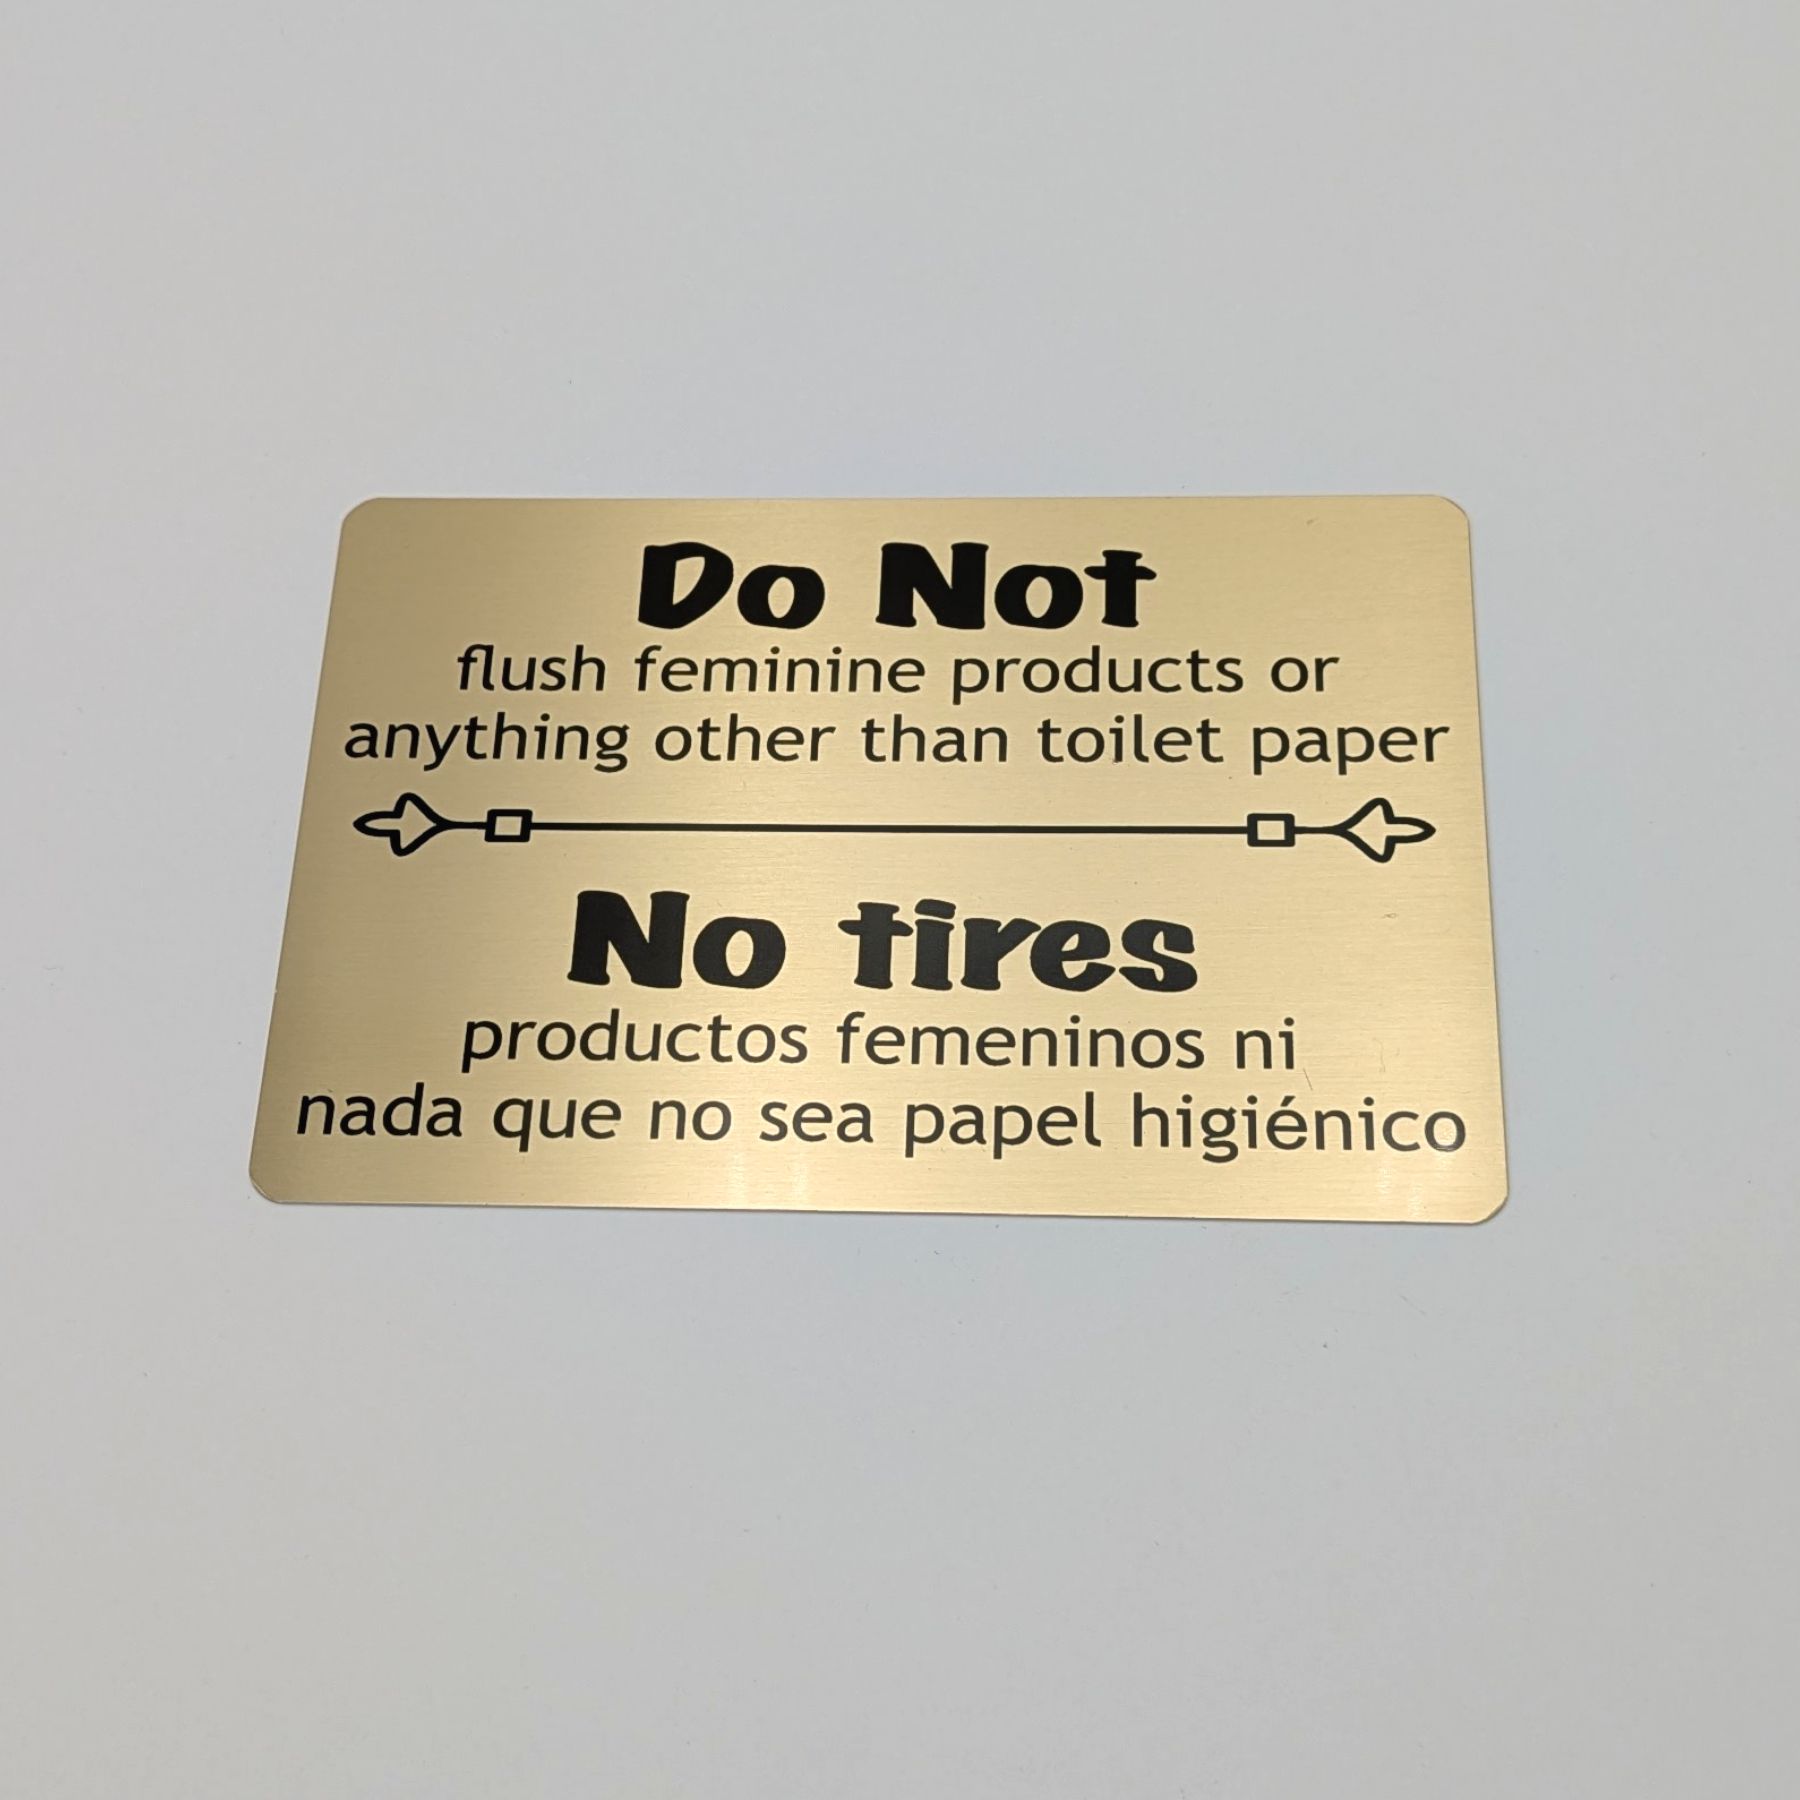 Do Not
flush feminine products or
anything other than toilet paper
No tires
productos femeninos ni
nada que no sea papel higiénico